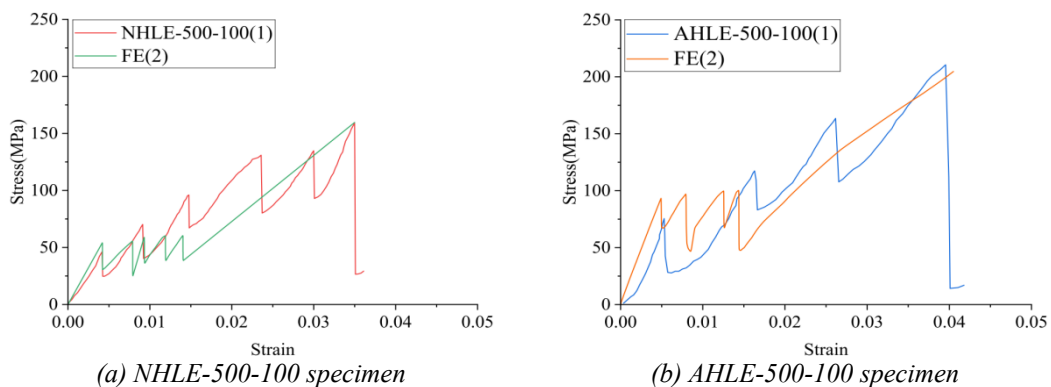 250
200
150
100
50
0
Stress(MPa)
NHLE-500-100(1)
FE(2)
0.00 0.01 0.02 0.03 0.04 0.05
Strain
(a) NHLE-500-100 specimen
250
200
150
100
50
0
Stress(MPa)
AHLE-500-100(1)
FE(2)
0.00 0.01 0.02 0.03 0.04 0.05
Strain
(b) AHLE-500-100 specimen